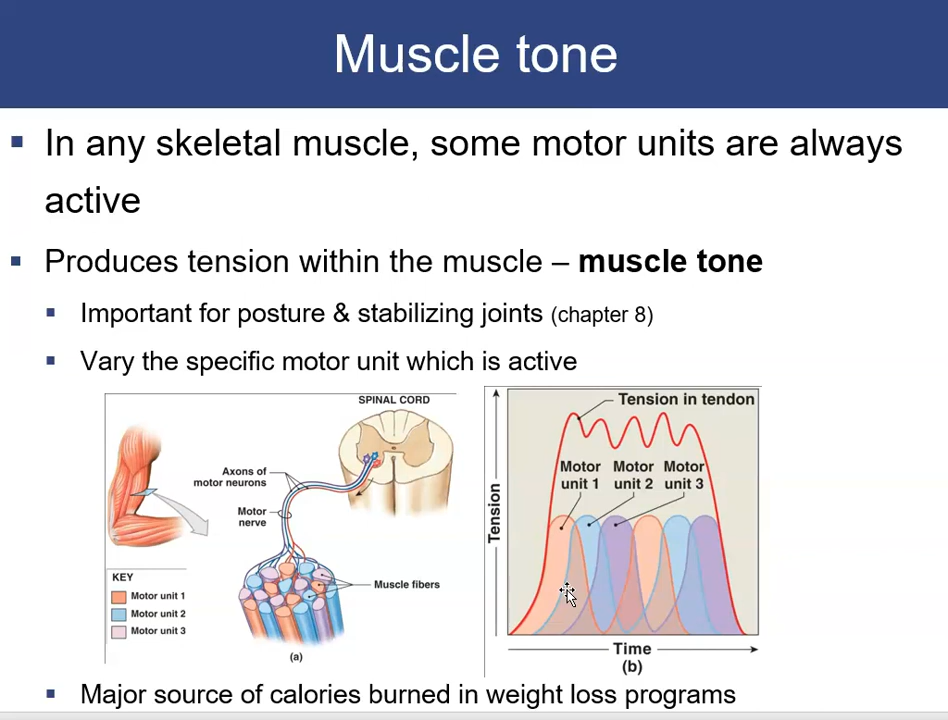 Muscle tone
In any skeletal muscle, some motor units are always
active
Produces tension within the muscle – muscle tone
Important for posture & stabilizing joints (chapter 8)
Vary the specific motor unit which is active
SPINAL CORD
Axons of
motor neurons
Motor
nerve
Muscle fibers
KEY
Motor unit 1
Motor unit 2
Motor unit 3
(a)
Tension in tendon
Motor Motor Motor
unit 1 unit 2 unit 3
Tension
Time
(b)
Major source of calories burned in weight loss programs